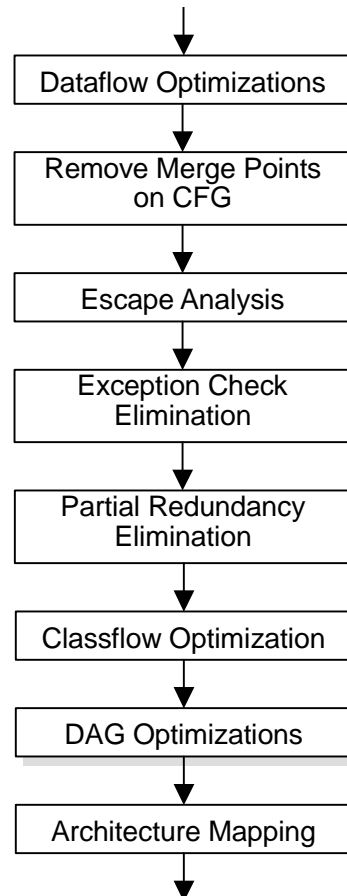 Dataflow Optimizations
Remove Merge Points
on CFG
Escape Analysis
Exception Check
Elimination
Partial Redundancy
Elimination
Classflow Optimization
DAG Optimizations
Architecture Mapping